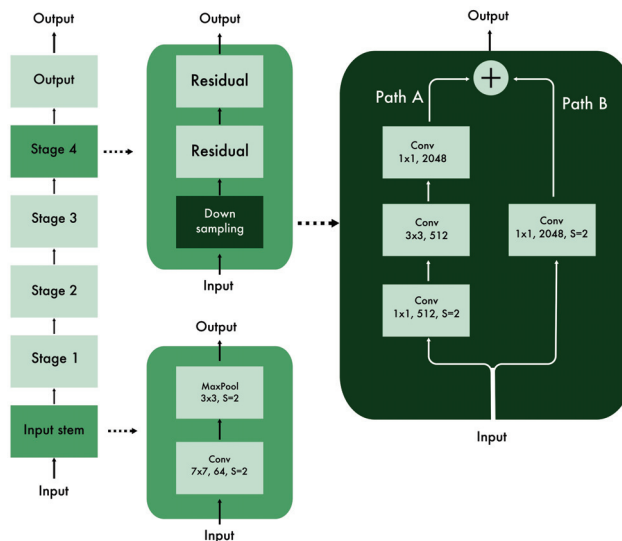 Output
Output
Stage 4
Stage 3
Stage 2
Stage 1
Input stem
Input
Output
Residual
Residual
Down
sampling
Input
Output
MaxPool
3x3, S=2
Conv
7x7, 64, S=2
Input
Output
Path A
Path B
Conv
1x1, 2048
Conv
3x3, 512
Conv
1x1, 512, S=2
Conv
1x1, 2048, S=2
Input